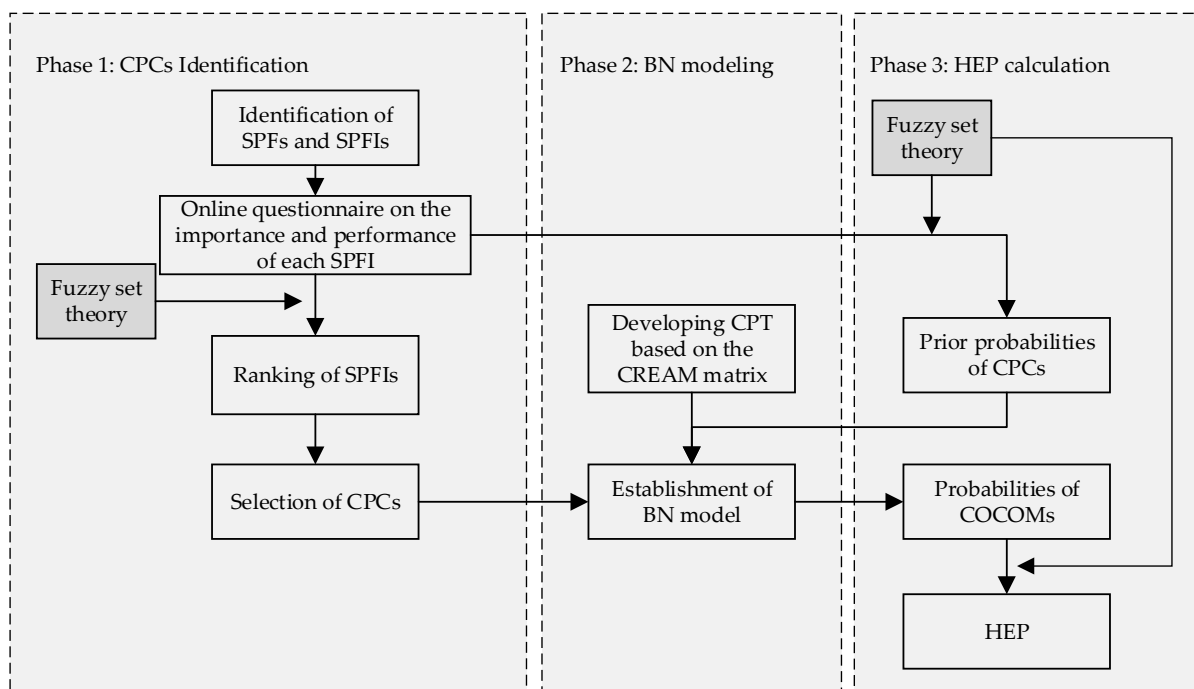 Phase 1: CPCs Identification
Identification of
SPFs and SPFIs
Online questionnaire on the
importance and performance
of each SPFI
Fuzzy set
theory
Ranking of SPFIs
Selection of CPCs
Phase 2: BN modeling
Developing CPT
based on the
CREAM matrix
Establishment of
BN model
Phase 3: HEP calculation
Fuzzy set
theory
Prior probabilities
of CPCs
Probabilities of
COCOMs
HEP